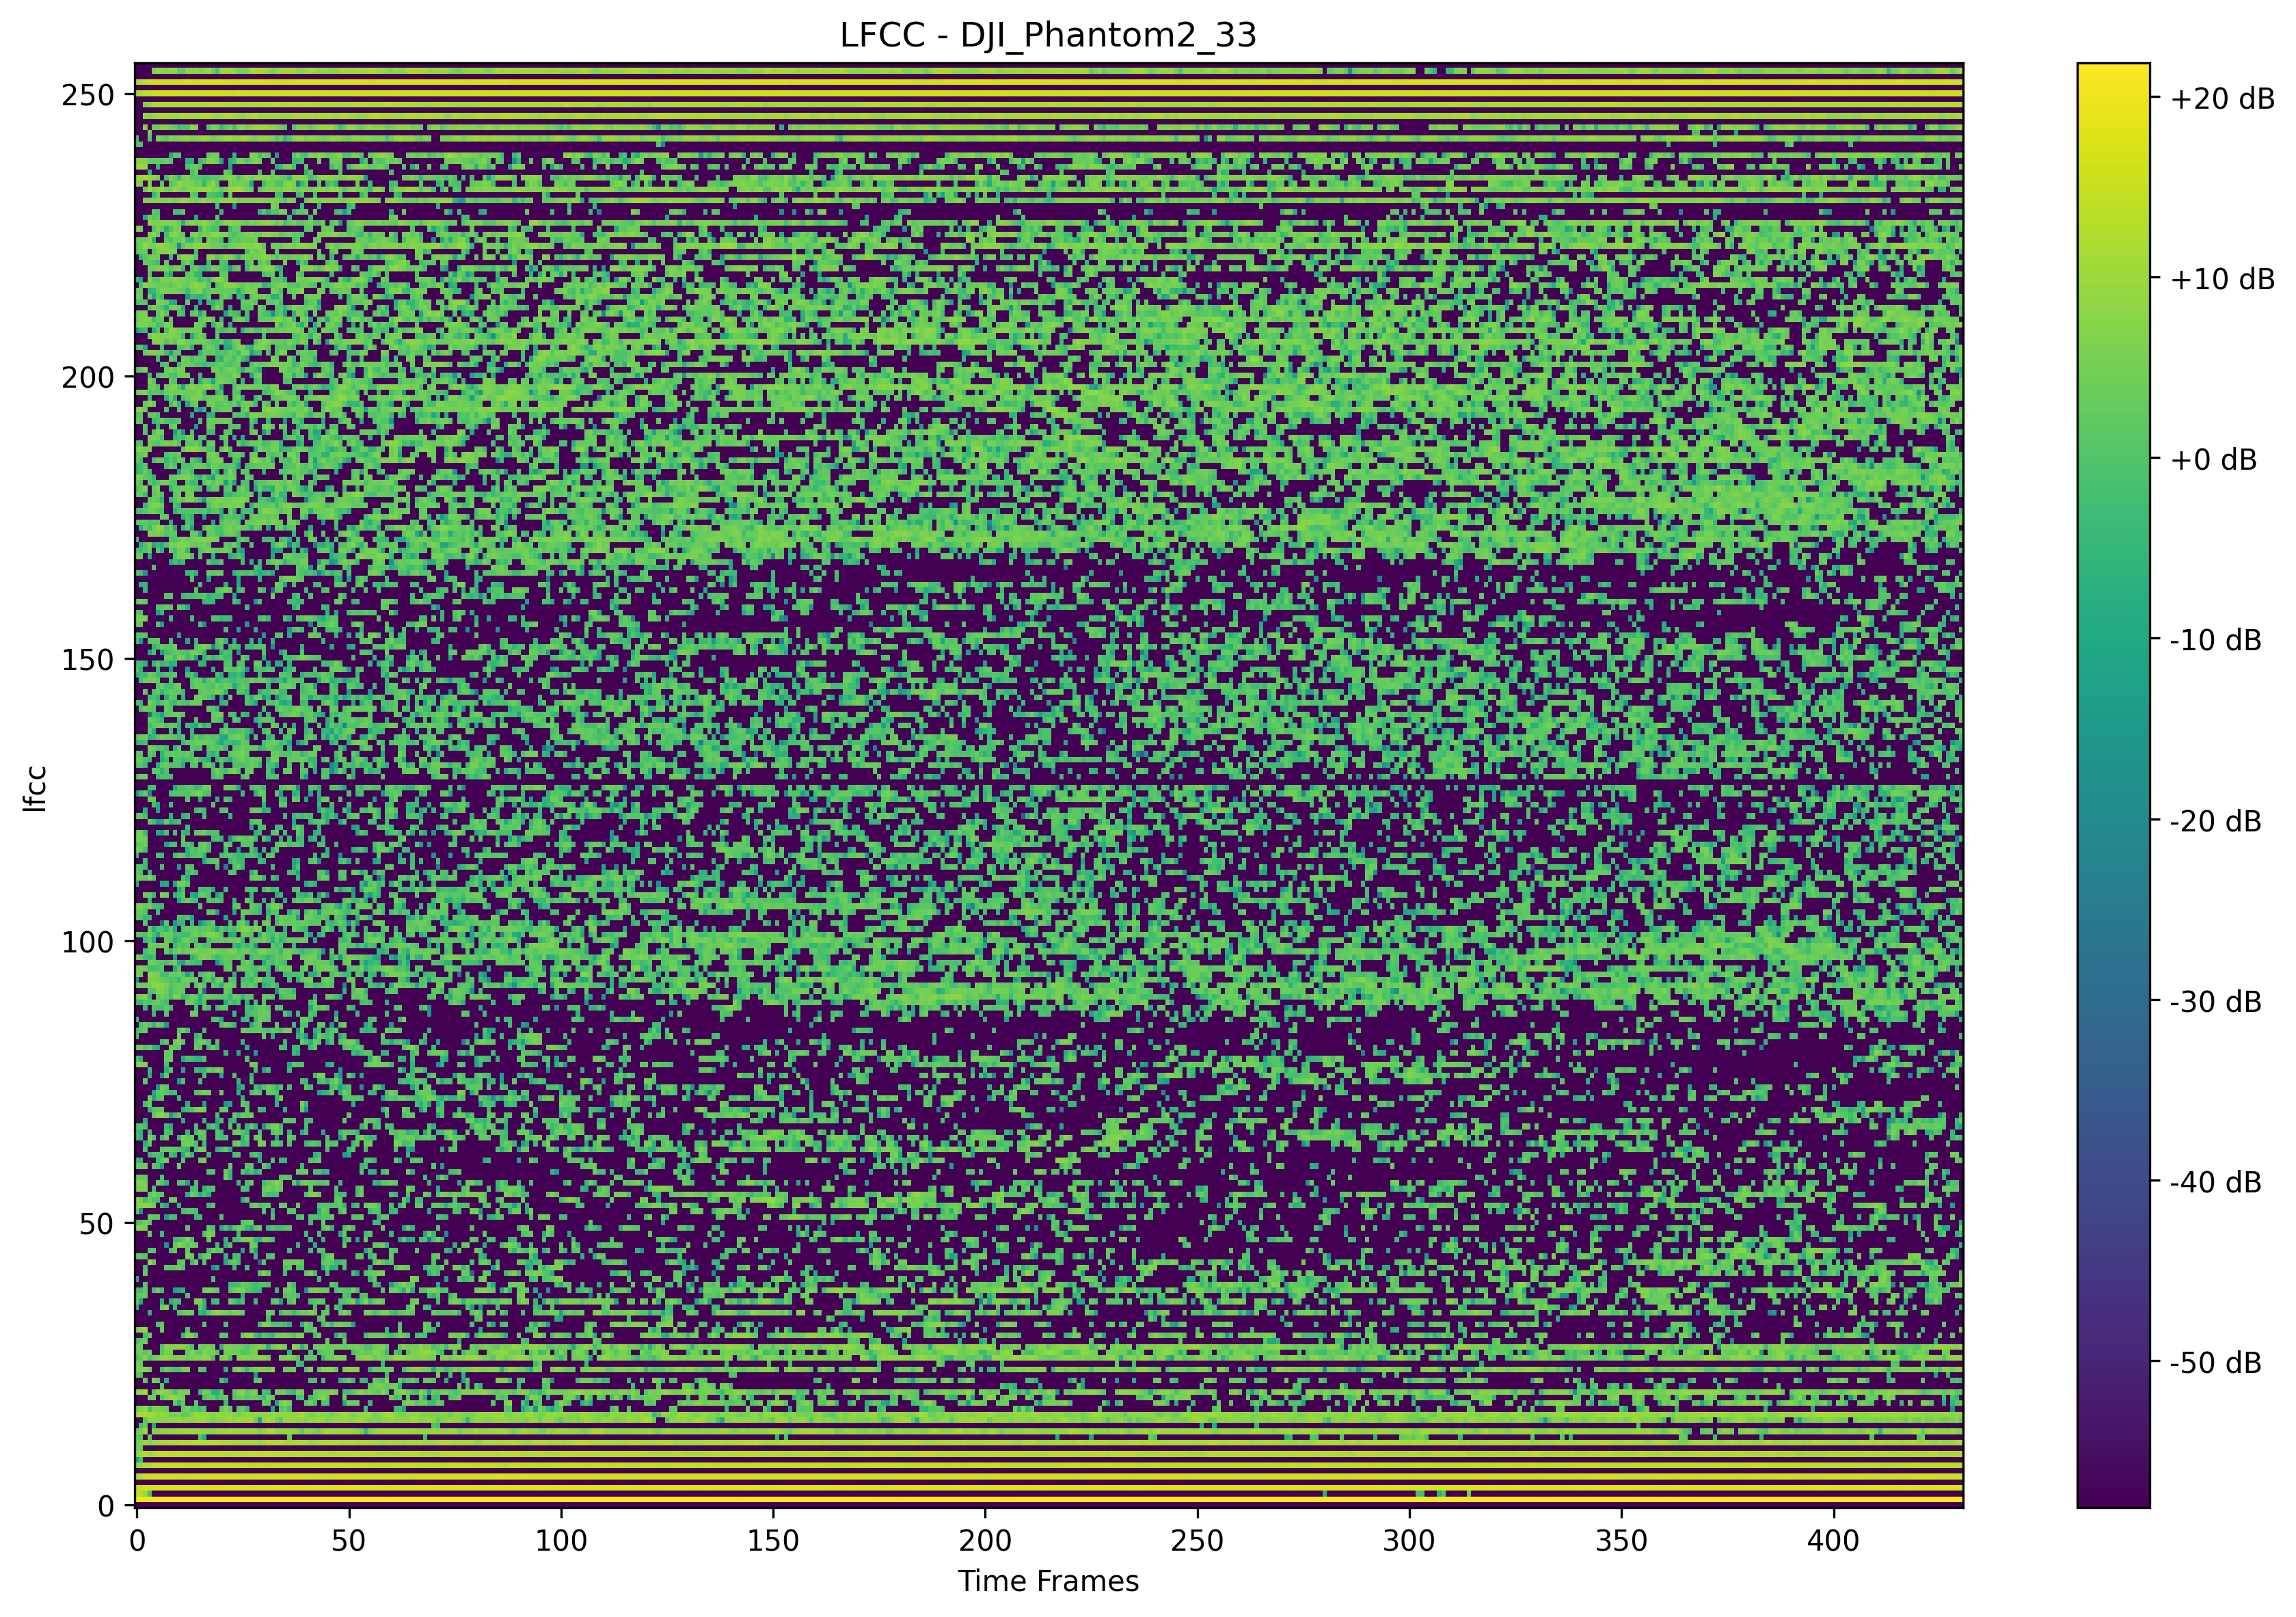 LFCC - DJI_Phantom2_33
lfcc
250
200
150
100
50
0
0 50 100 150 200 250 300 350 400
Time Frames
+20 dB
+10 dB
+0 dB
-10 dB
-20 dB
-30 dB
-40 dB
-50 dB